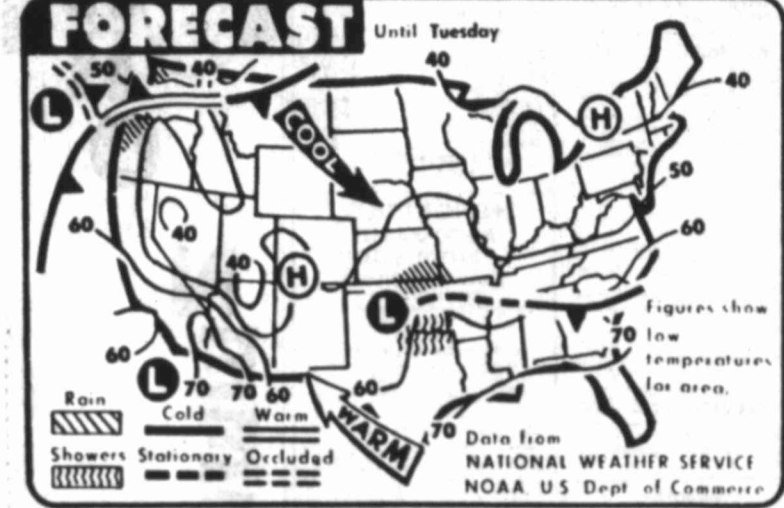 FORECAST
Until Tuesday
50
40
40
40
L
H
COOL
50
60
40
60
40
H
L
Figures show
70
low
temperatures
for area.
60
L
70
70
60
60
WARM
70
Rain
Cold
Warm
Showers
Stationary
Occluded
Data from
NATIONAL WEATHER SERVICE
NOAA, U S Dept of Commerce